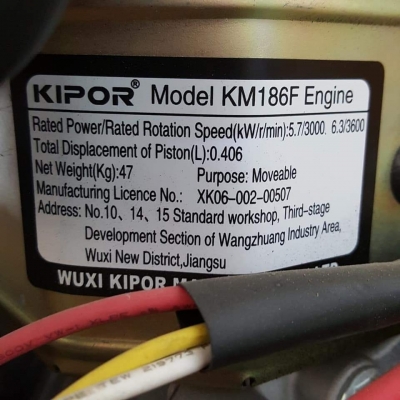 KIPOR® Model KM186F Engine
Rated Power/Rated Rotation Speed(kW/r/min):5.7/3000、6.3/3600
Total Displacement of Piston(L):0.406
Net Weight(Kg):47 Purpose: Moveable
Manufacturing Licence No.: XK06-002-00507
Address: No.10、14、15 Standard workshop, Third-stage
Development Section of Wangzhuang Industry Area,
Wuxi New District,Jiangsu
WUXI KIPOR